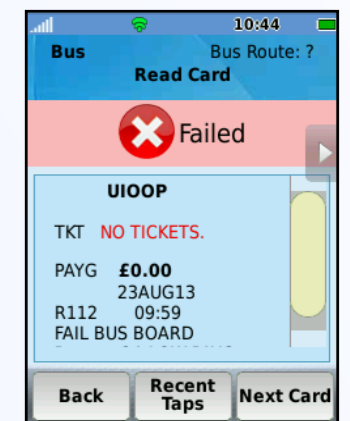 10:44
Bus Bus Route: ?
Read Card
Failed
UIOOP
TKT NO TICKETS.
PAYG £0.00
23AUG13
R112 09:59
FAIL BUS BOARD
Back Recent Taps Next Card